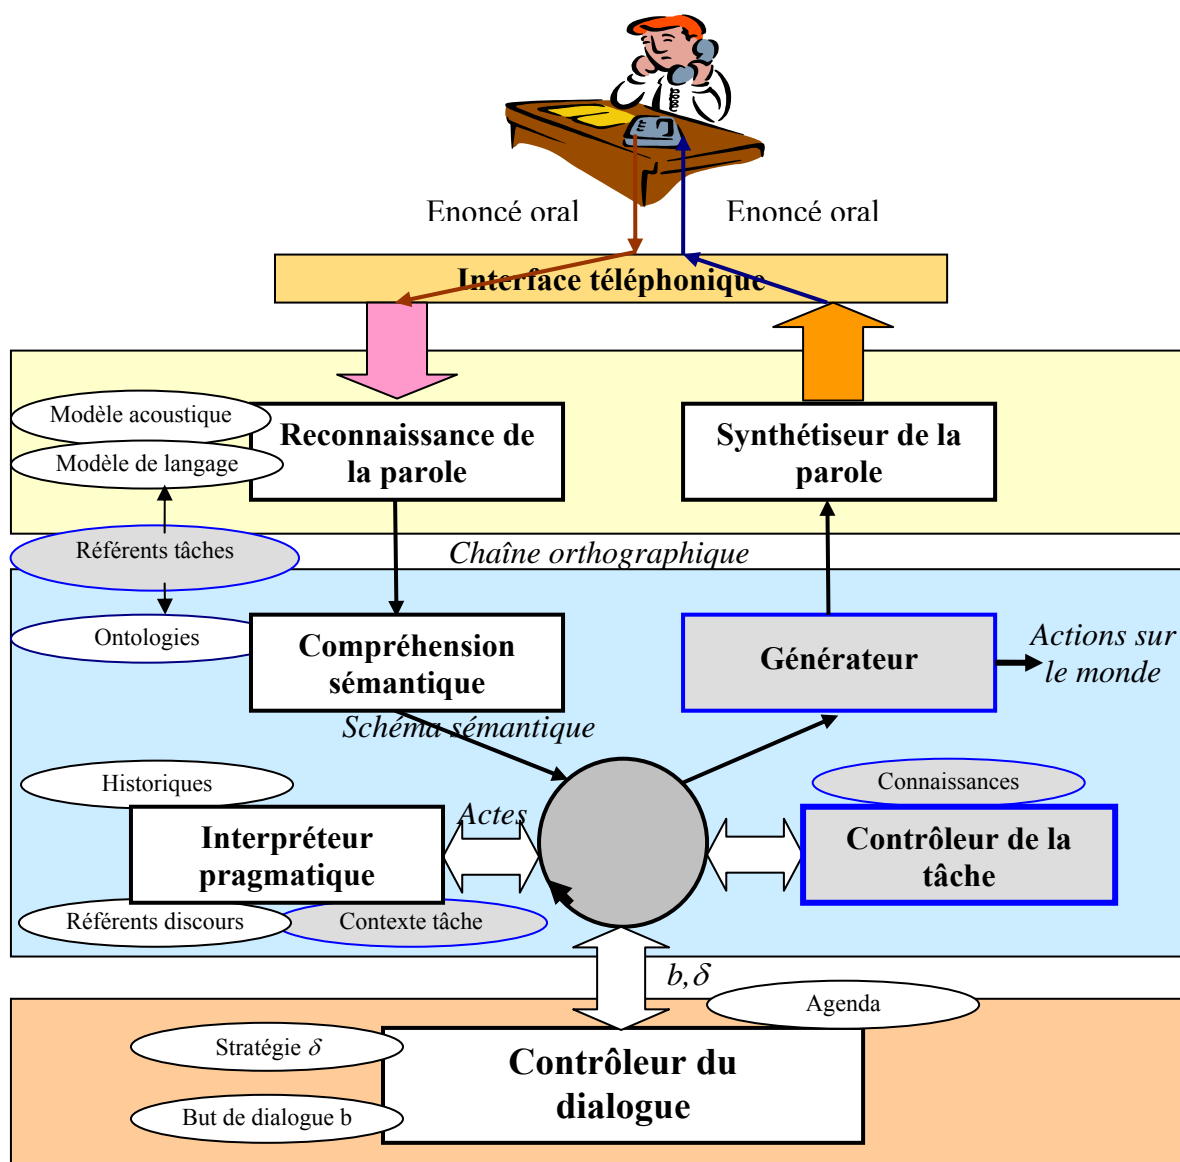 Enoncé oral
Enoncé oral
Interface téléphonique
Modèle acoustique
Modèle de langage
Reconnaissance de
la parole
Synthétiseur de la
parole
Référents tâches
Chaîne orthographique
Ontologies
Compréhension
sémantique
Générateur
Actions sur
le monde
Schéma sémantique
Historiques
Actes
Connaissances
Interpréteur
pragmatique
Contrôleur de la
tâche
Référents discours
Contexte tâche
b,δ
Agenda
Stratégie δ
Contrôleur du
dialogue
But de dialogue b